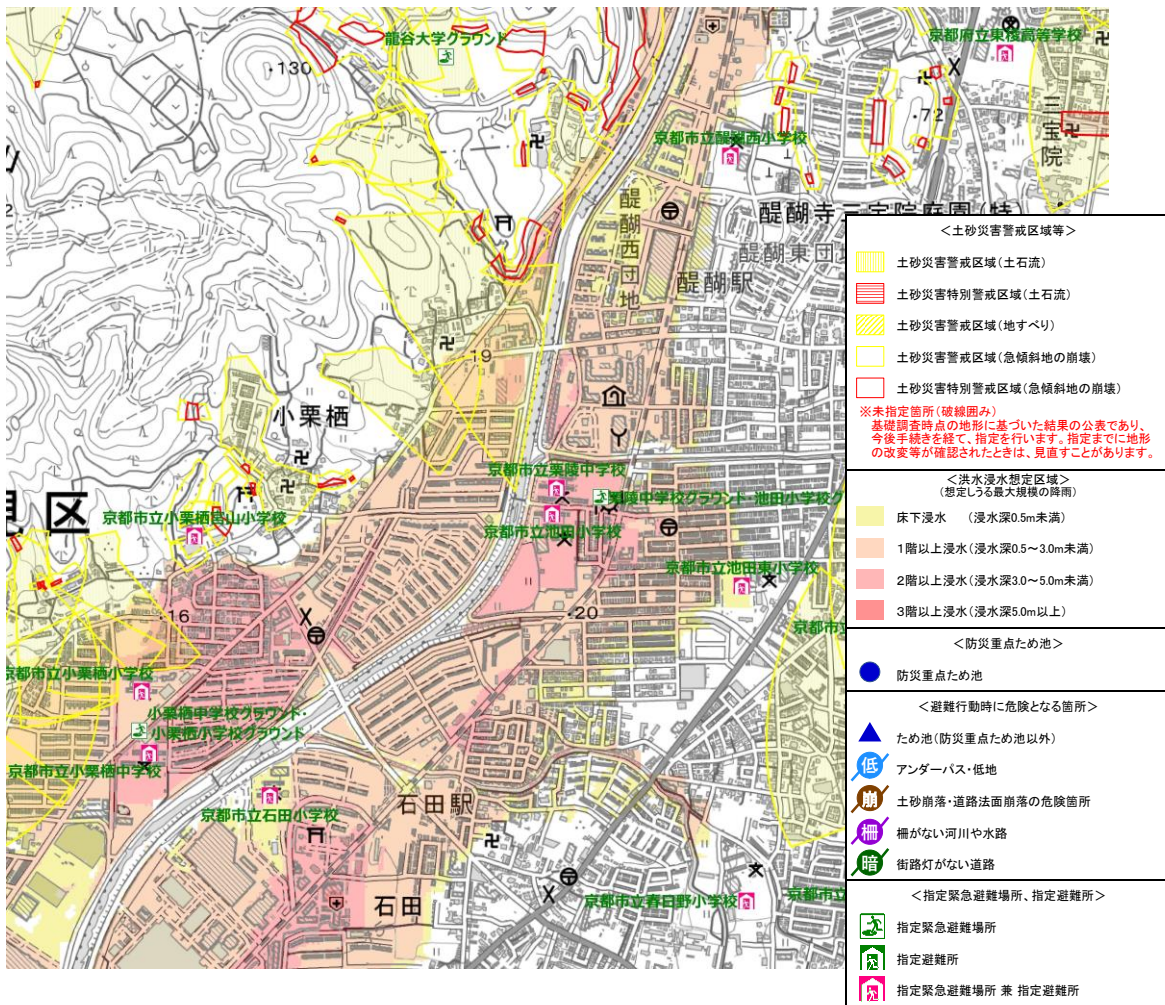 龍谷大学グラウンド
京都府立東稜高等学校
130
72
三宝院
京都市立醍醐西小学校
醍醐寺三宝院庭園(特)
醍醐西団地
醍醐東団地
醍醐駅
19
小栗栖
京都市立栗陵中学校
栗陵中学校グラウンド・池田小学校グ
区
京都市立小栗栖宮山小学校
京都市立池田小学校
京都市立池田東小学校
16
20
京都市立
京都市立小栗栖小学校
小栗栖中学校グラウンド・
小栗栖小学校グラウンド
京都市立小栗栖中学校
京都市立石田小学校
石田駅
石田
京都市立春日野小学校
京都市立
<土砂災害警戒区域等>
土砂災害警戒区域(土石流)
土砂災害特別警戒区域(土石流)
土砂災害警戒区域(地すべり)
土砂災害警戒区域(急傾斜地の崩壊)
土砂災害特別警戒区域(急傾斜地の崩壊)
※未指定箇所(破線囲み)
基礎調査時点の地形に基づいた結果の公表であり、
今後手続きを経て、指定を行います。指定までに地形
の改変等が確認されたときは、見直すことがあります。
<洪水浸水想定区域>
(想定しうる最大規模の降雨)
床下浸水 (浸水深0.5m未満)
1階以上浸水(浸水深0.5~3.0m未満)
2階以上浸水(浸水深3.0~5.0m未満)
3階以上浸水(浸水深5.0m以上)
<防災重点ため池>
防災重点ため池
<避難行動時に危険となる箇所>
ため池(防災重点ため池以外)
低 アンダーパス・低地
崩 土砂崩落・道路法面崩落の危険箇所
柵 柵がない河川や水路
暗 街路灯がない道路
<指定緊急避難場所、指定避難所>
指定緊急避難場所
指定避難所
指定緊急避難場所 兼 指定避難所